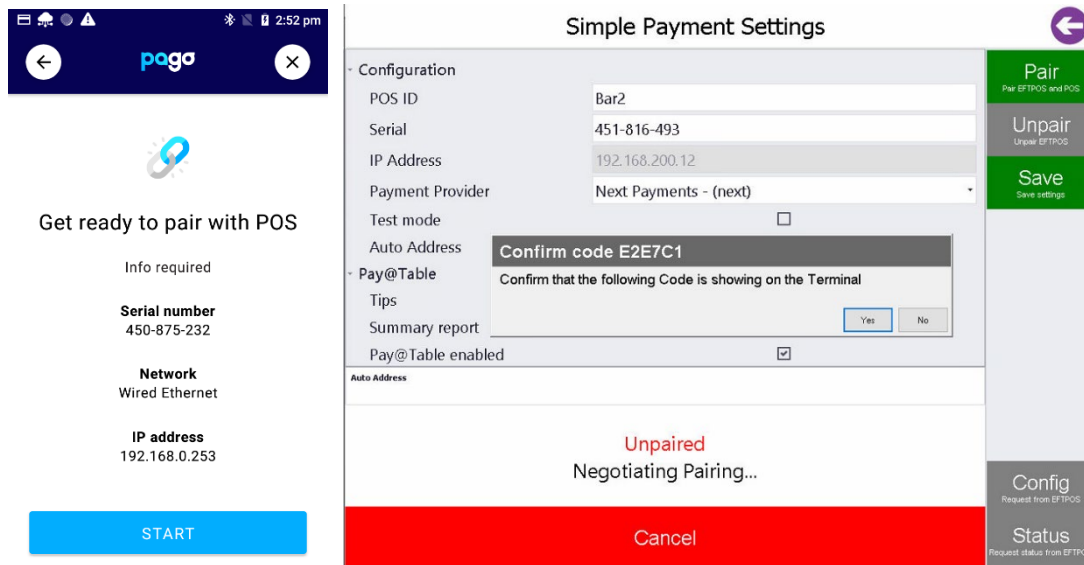 2:52 pm
pago
Get ready to pair with POS
Info required
Serial number
450-875-232
Network
Wired Ethernet
IP address
192.168.0.253
START
Simple Payment Settings
Configuration
POS ID Bar2
Serial 451-816-493
IP Address 192.168.200.12
Payment Provider Next Payments - (next)
Test mode
Auto Address
Pay@Table
Tips
Summary report
Pay@Table enabled
Confirm code E2E7C1
Confirm that the following Code is showing on the Terminal
Yes No
Auto Address
Unpaired
Negotiating Pairing...
Cancel
Pair
Pair EFTPOS and POS
Unpair
Unpair EFTPOS
Save
Save settings
Config
Request from EFTPOS
Status
Request status from EFTPO